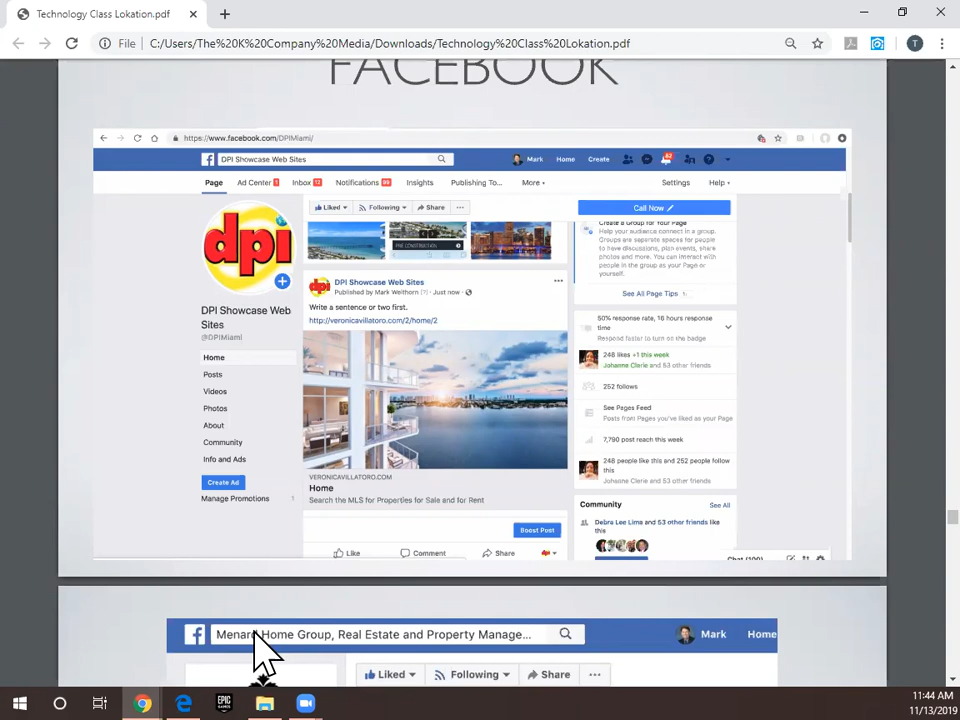 Technology Class Lokation.pdf
File
C:/Users/The%20K%20Company%20Media/Downloads/Technology%20Class%20Lokation.pdf
T
FACEBOOK
https://www.facebook.com/DPIMiami/
DPI Showcase Web Sites
Mark Home Create 82
Page Ad Center 1 Inbox 12 Notifications 99 Insights Publishing To... More Settings Help
Liked Following Share ... Call Now
dpi
DPI Showcase Web
Sites
@DPIMiami
Home
Posts
Videos
Photos
About
Community
Info and Ads
Create Ad
Manage Promotions 1
PRE CONSTRUCTION
DPI Showcase Web Sites
Published by Mark Welthorn [?] · Just now ·
Write a sentence or two first.
http://veronicavillatoro.com/2/home/2
VERONICAVILLATORO.COM
Home
Search the MLS for Properties for Sale and for Rent
Boost Post
Like Comment Share
Create a Group for Your Page
Help your audience connect in a group.
Groups are separate spaces for people
to have discussions, plan events, share
photos and more. You can interact with
people in the group as your Page or
yourself.
See All Page Tips
50% response rate, 16 hours response
time
Respond faster to turn on the badge
248 likes +1 this week
Johanne Clerie and 53 other friends
252 follows
See Pages Feed
Posts from Pages you've liked as your Page
7,790 post reach this week
248 people like this and 252 people follow
this
Johanne Clerie and 53 other friends
Community See All
Debra Lee Lima and 53 other friends like
this
Chat (100)
Menard Home Group, Real Estate and Property Manage...
Mark Home
Liked Following Share ...
EPIC
GAMES
11:44 AM
11/13/2019